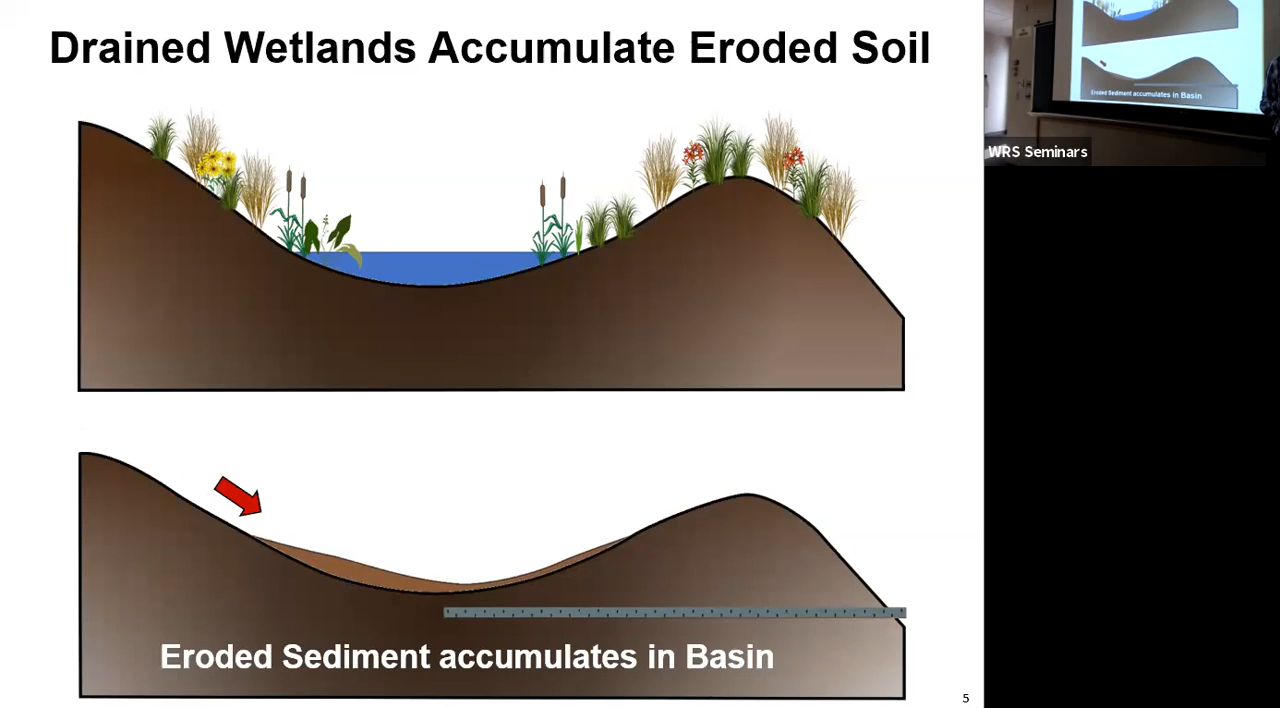 Drained Wetlands Accumulate Eroded Soil
Eroded Sediment accumulates in Basin
5
Eroded Sediment accumulates in Basin
WRS Seminars